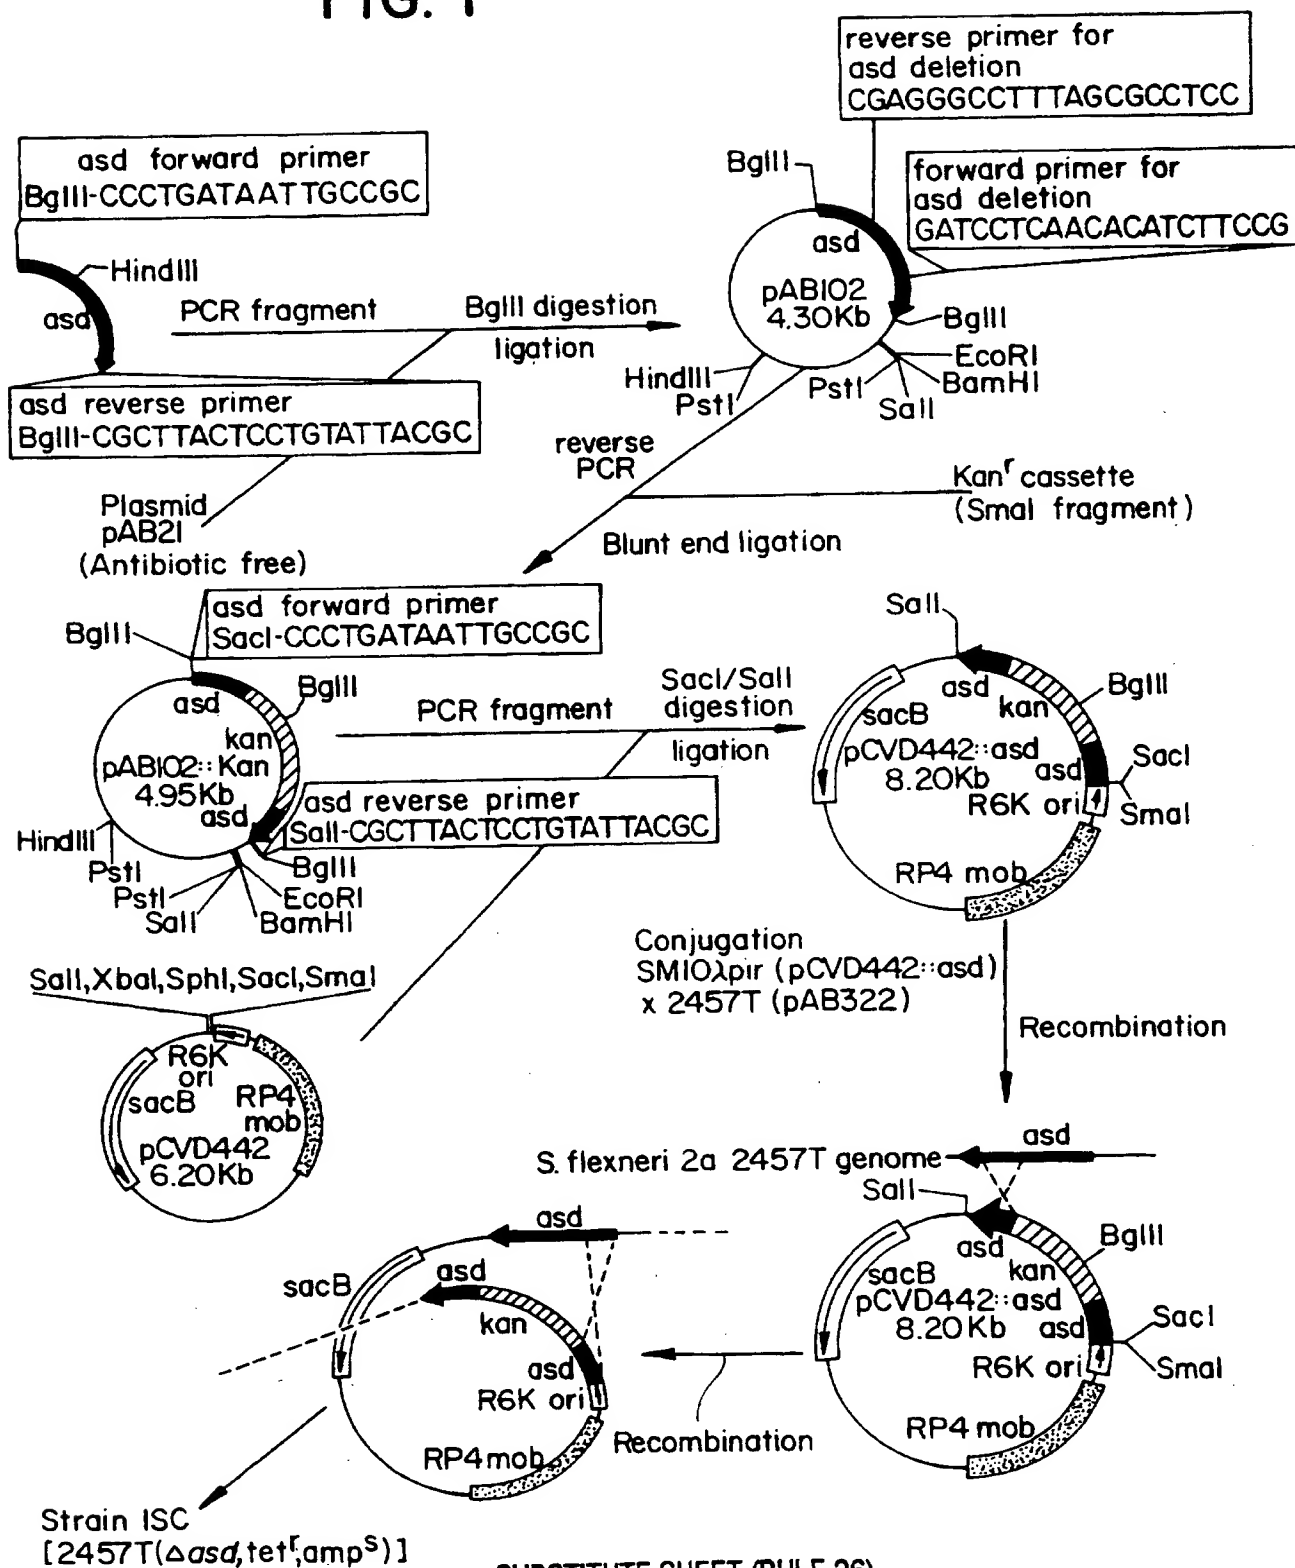 FIG. 1
reverse primer for
asd deletion
CGAGGGCCTTTAGCGCCTCC
asd forward primer
BglII-CCCTGATAATTGCCGC
BglII
forward primer for
asd deletion
GATCCTCAACACATCTTCCG
asd
pAB102
4.30Kb
HindIII
asd
PCR fragment
BglII digestion
ligation
BglII
EcoRI
BamHI
SalI
PstI
HindIII
PstI
asd reverse primer
BglII-CGCTTACTCCTGTATTACGC
reverse
PCR
Kanr cassette
(SmaI fragment)
Plasmid
pAB21
(Antibiotic free)
Blunt end ligation
asd forward primer
SacI-CCCTGATAATTGCCGC
BglII
asd
BglII
kan
pAB102::Kan
4.95Kb
asd
PCR fragment
SacI/SalI
digestion
ligation
SalI
asd
BglII
sacB
kan
pCVD442::asd
8.20Kb
asd
SacI
R6K ori
SmaI
RP4 mob
asd reverse primer
SalI-CGCTTACTCCTGTATTACGC
HindIII
PstI
BglII
PstI
EcoRI
SalI
BamHI
Conjugation
SM10λpir (pCVD442::asd)
x 2457T (pAB322)
Recombination
SalI,XbaI,SphI,SacI,SmaI
R6K
ori
sacB
RP4
mob
pCVD442
6.20Kb
asd
S. flexneri 2a 2457T genome
SalI
asd
BglII
sacB
kan
pCVD442::asd
8.20Kb
asd
SacI
R6K ori
SmaI
RP4 mob
asd
sacB
asd
kan
asd
R6K ori
RP4 mob
Recombination
Strain ISC
[2457T(Δasd,tetr,ampS)]
SUBSTITUTE SHEET (RULE 26)